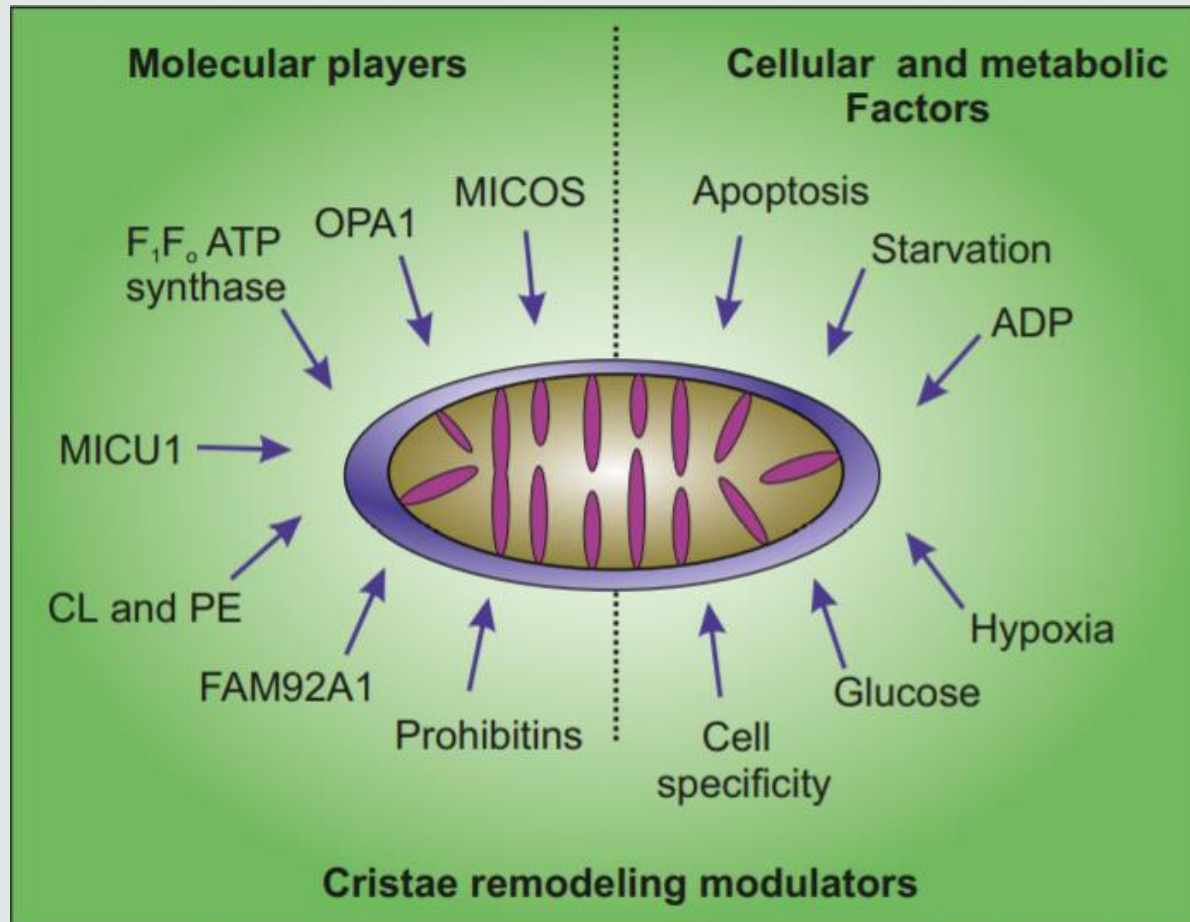 Molecular players
Cellular and metabolic
Factors
MICOS
OPA1
F₁Fₒ ATP
synthase
MICU1
CL and PE
FAM92A1
Prohibitins
Apoptosis
Starvation
ADP
Hypoxia
Glucose
Cell
specificity
Cristae remodeling modulators